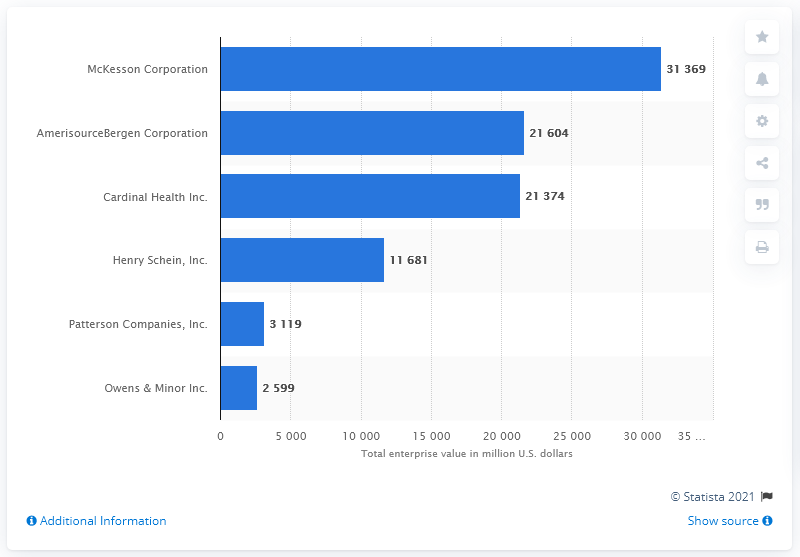 McKesson Corporation 31 369
AmerisourceBergen Corporation 21 604
Cardinal Health Inc. 21 374
Henry Schein, Inc. 11 681
Patterson Companies, Inc. 3 119
Owens & Minor Inc. 2 599
0 5 000 10 000 15 000 20 000 25 000 30 000 35 ...
Total enterprise value in million U.S. dollars
© Statista 2021
Additional Information Show source